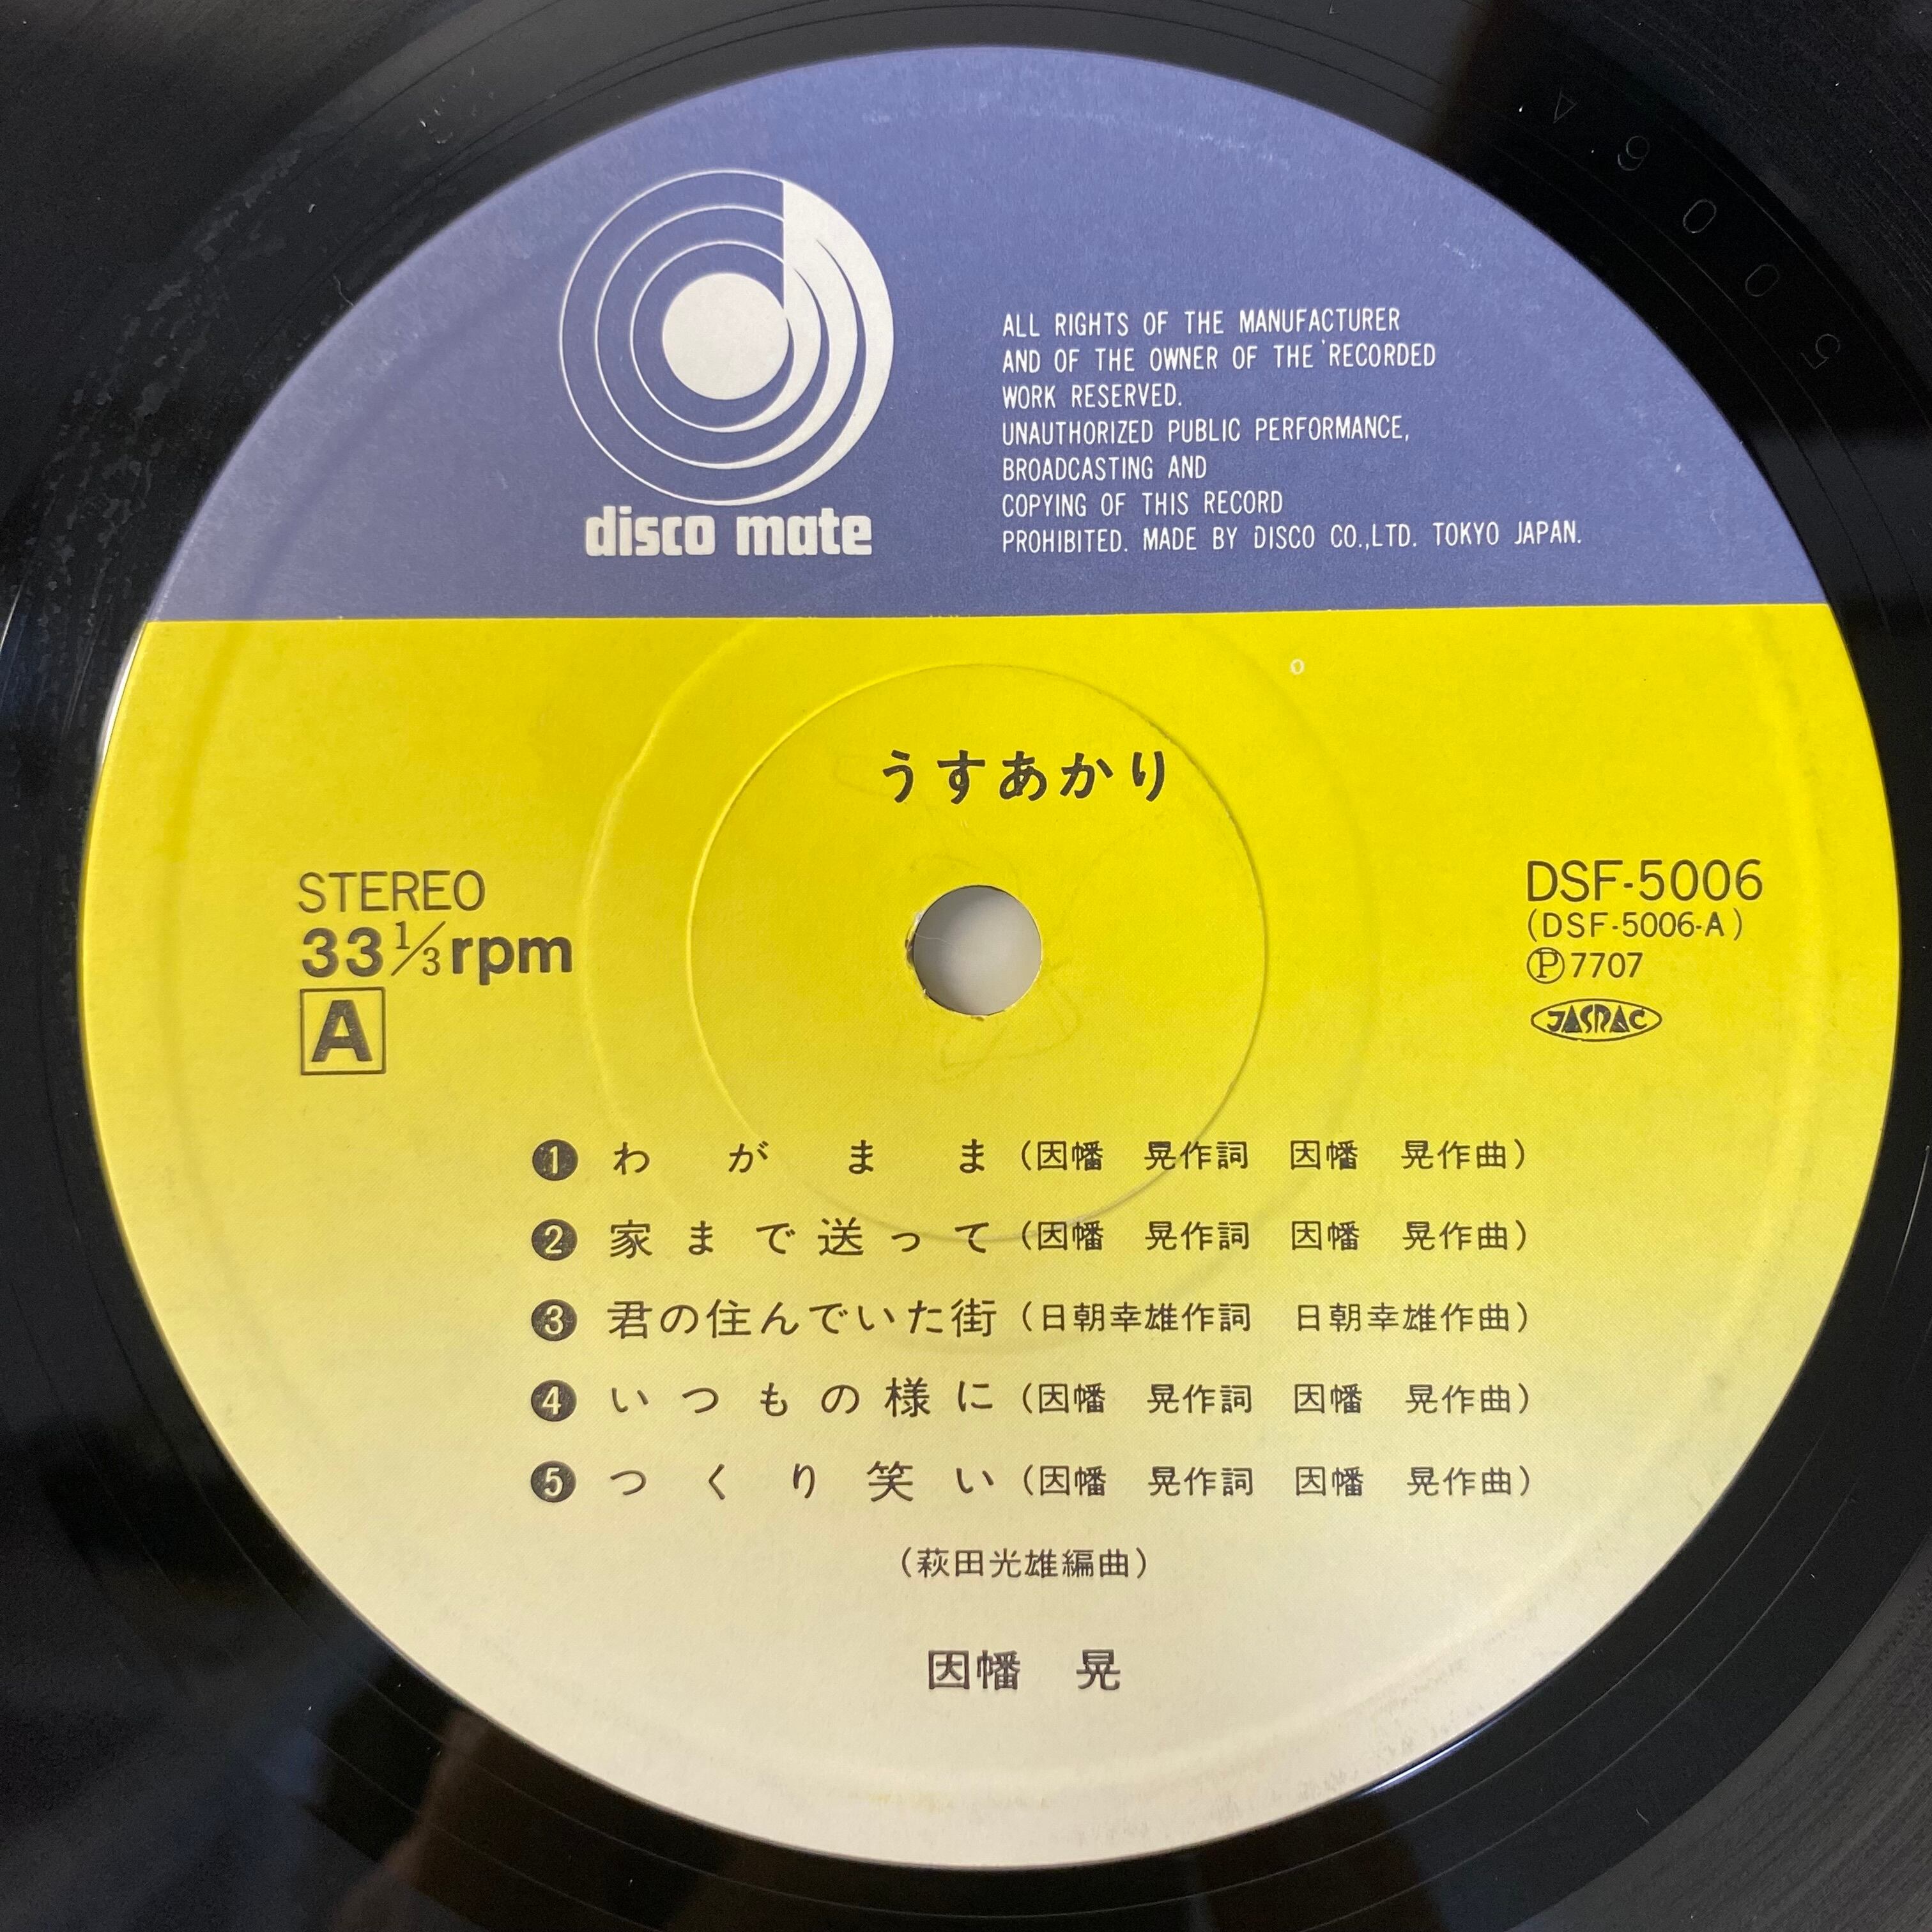 disco mate
ALL RIGHTS OF THE MANUFACTURER
AND OF THE OWNER OF THE RECORDED
WORK RESERVED.
UNAUTHORIZED PUBLIC PERFORMANCE,
BROADCASTING AND
COPYING OF THIS RECORD
PROHIBITED. MADE BY DISCO CO.,LTD. TOKYO JAPAN.
うすあかり
STEREO
33 1/3 rpm
A
DSF-5006
(DSF-5006-A)
Ⓟ7707
JASRAC
❶ わがまま(因幡 晃作詞 因幡 晃作曲)
❷ 家まで送って(因幡 晃作詞 因幡 晃作曲)
❸ 君の住んでいた街(日朝幸雄作詞 日朝幸雄作曲)
❹ いつもの様に(因幡 晃作詞 因幡 晃作曲)
❺ つくり笑い(因幡 晃作詞 因幡 晃作曲)
(萩田光雄編曲)
因幡 晃